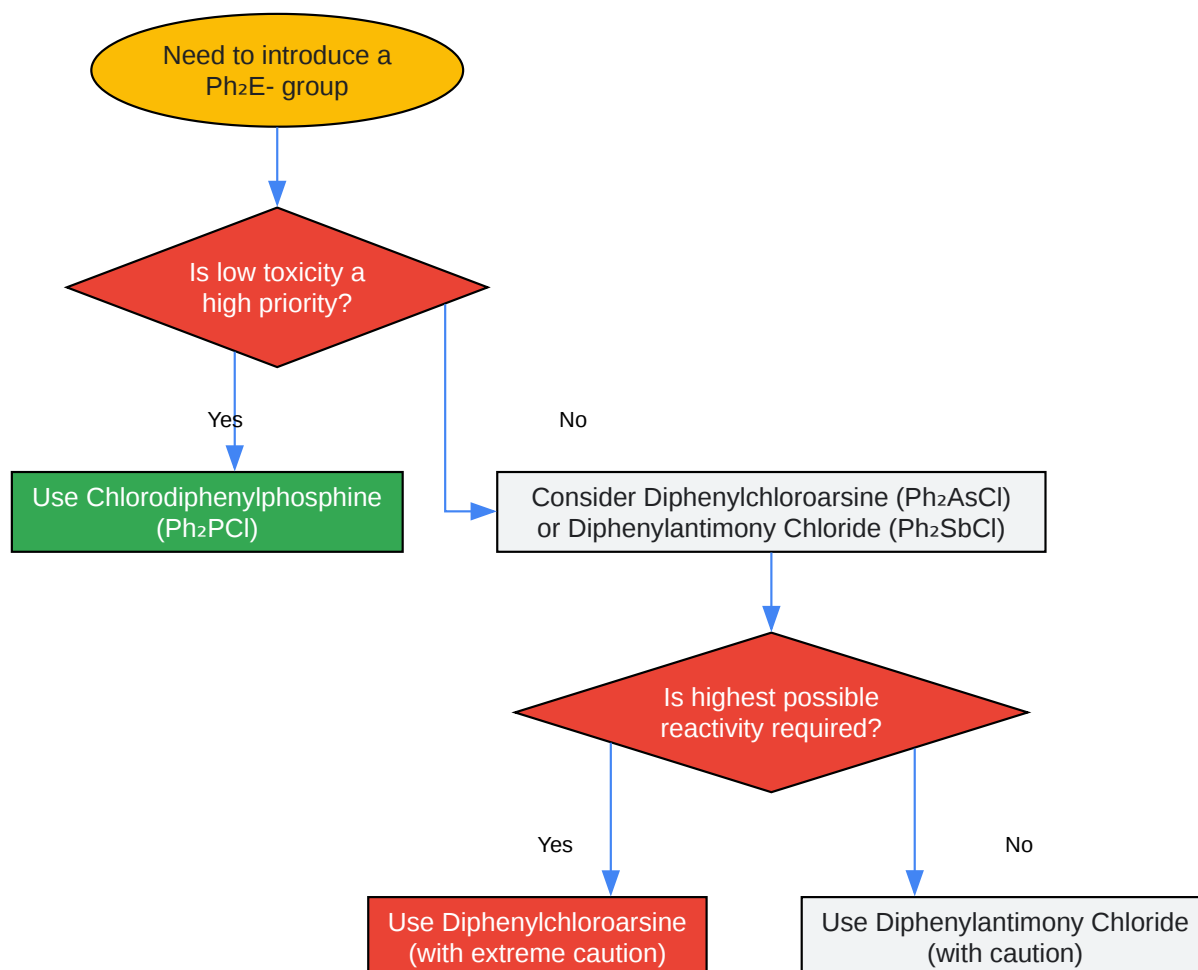 Need to introduce a
Ph₂E- group
Is low toxicity a
high priority?
Yes
No
Use Chlorodiphenylphosphine
(Ph₂PCl)
Consider Diphenylchloroarsine (Ph₂AsCl)
or Diphenylantimony Chloride (Ph₂SbCl)
Is highest possible
reactivity required?
Yes
No
Use Diphenylchloroarsine
(with extreme caution)
Use Diphenylantimony Chloride
(with caution)